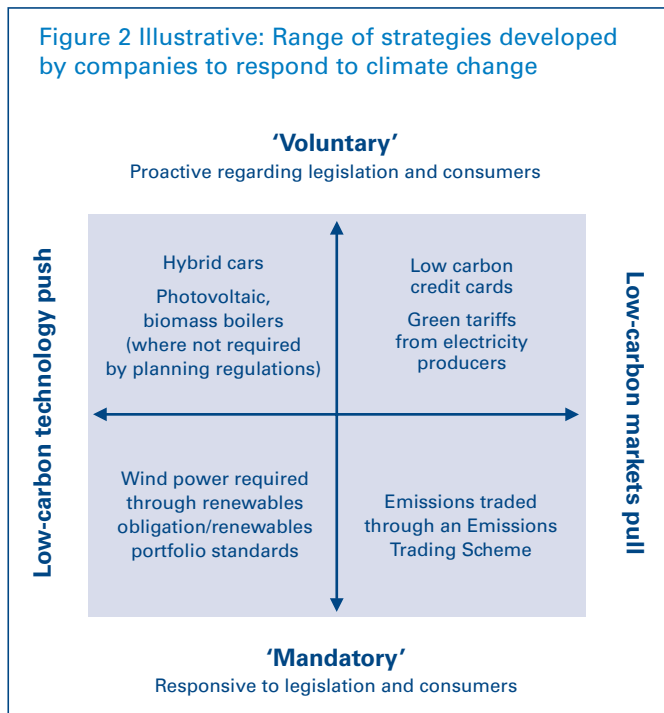 Figure 2 Illustrative: Range of strategies developed
by companies to respond to climate change
‘Voluntary’
Proactive regarding legislation and consumers
Low-carbon technology push
Hybrid cars
Photovoltaic,
biomass boilers
(where not required
by planning regulations)
Low carbon
credit cards
Green tariffs
from electricity
producers
Low-carbon markets pull
Wind power required
through renewables
obligation/renewables
portfolio standards
Emissions traded
through an Emissions
Trading Scheme
‘Mandatory’
Responsive to legislation and consumers